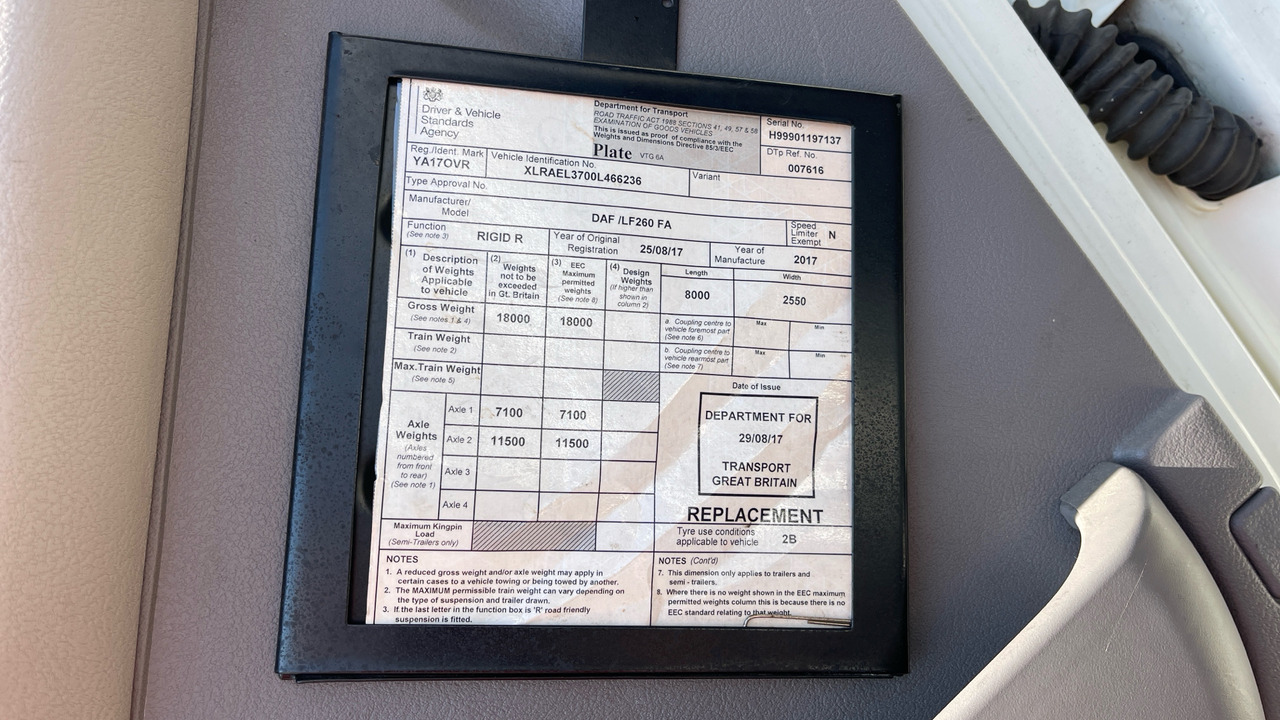 Driver & Vehicle
Standards
Agency
Department for Transport
ROAD TRAFFIC ACT 1988 SECTIONS 41, 49, 57 & 58
EXAMINATION OF GOODS VEHICLES
This is issued as proof of compliance with the
Weights and Dimensions Directive 85/3/EEC
Plate VTG 6A
Serial No.
H99901197137
DTp Ref. No.
007616
Reg./Ident. Mark
YA17OVR
Vehicle Identification No.
XLRAEL3700L466236
Variant
Type Approval No.
Manufacturer/
Model
DAF /LF260 FA
Speed
Limiter
Exempt
N
Function
(See note 3)
RIGID R
Year of Original
Registration
25/08/17
Year of
Manufacture
2017
(1) Description
of Weights
Applicable
to vehicle
(2) Weights
not to be
exceeded
in Gt. Britain
(3) EEC
Maximum
permitted
weights
(See note 8)
(4) Design
Weights
(if higher than
shown in
column 2)
Length
8000
Width
2550
Gross Weight
(See notes 1 & 4)
18000
18000
a. Coupling centre to
vehicle foremost part
(See note 6)
Max
Min
Train Weight
(See note 2)
b. Coupling centre to
vehicle rearmost part
(See note 7)
Max
Min
Max.Train Weight
(See note 5)
Date of Issue
Axle
Weights
(Axles
numbered
from front
to rear)
(See note 1)
Axle 1
7100
7100
Axle 2
11500
11500
Axle 3
Axle 4
DEPARTMENT FOR
29/08/17
TRANSPORT
GREAT BRITAIN
REPLACEMENT
Maximum Kingpin
Load
(Semi-Trailers only)
Tyre use conditions
applicable to vehicle
2B
NOTES
1. A reduced gross weight and/or axle weight may apply in
certain cases to a vehicle towing or being towed by another.
2. The MAXIMUM permissible train weight can vary depending on
the type of suspension and trailer drawn.
3. If the last letter in the function box is 'R' road friendly
suspension is fitted.
NOTES (Cont'd)
7. This dimension only applies to trailers and
semi - trailers.
8. Where there is no weight shown in the EEC maximum
permitted weights column this is because there is no
EEC standard relating to that weight.